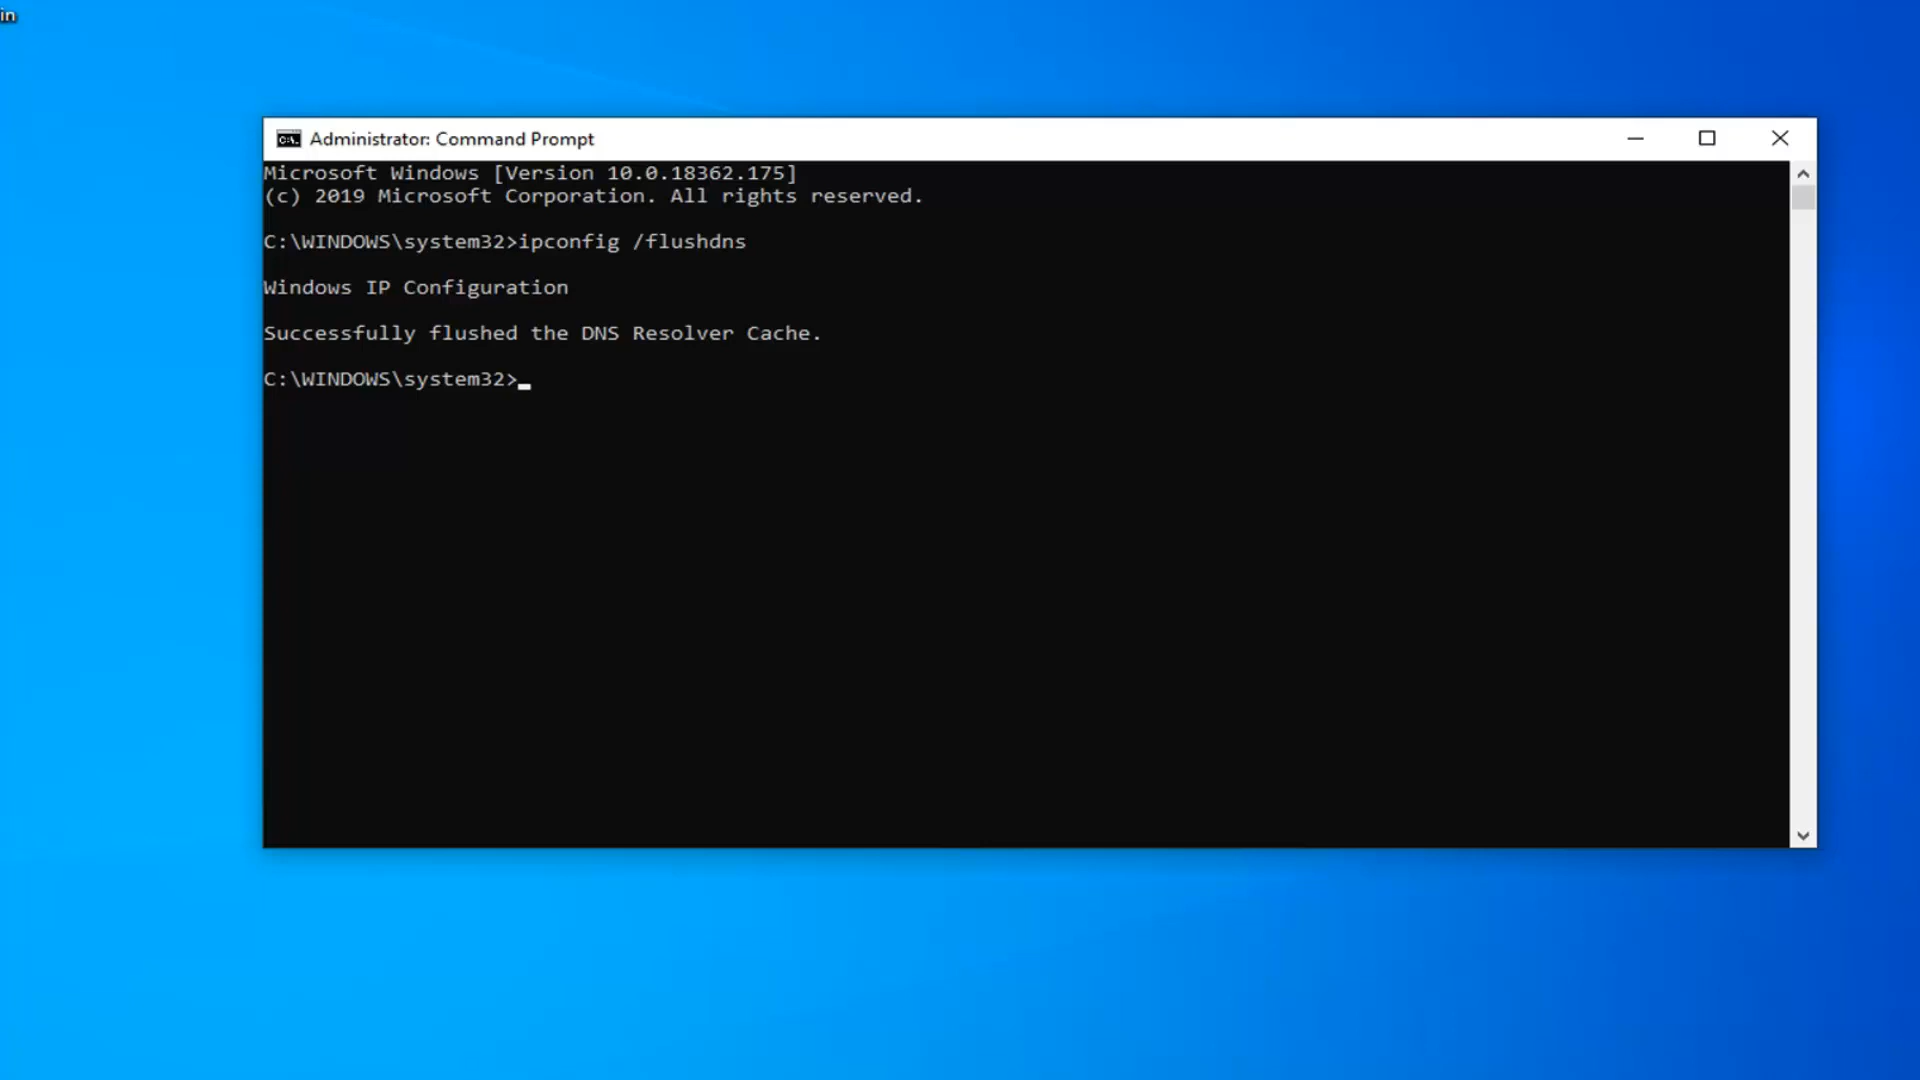 in
Administrator: Command Prompt
Microsoft Windows [Version 10.0.18362.175]
(c) 2019 Microsoft Corporation. All rights reserved.
C:\WINDOWS\system32>ipconfig /flushdns
Windows IP Configuration
Successfully flushed the DNS Resolver Cache.
C:\WINDOWS\system32>